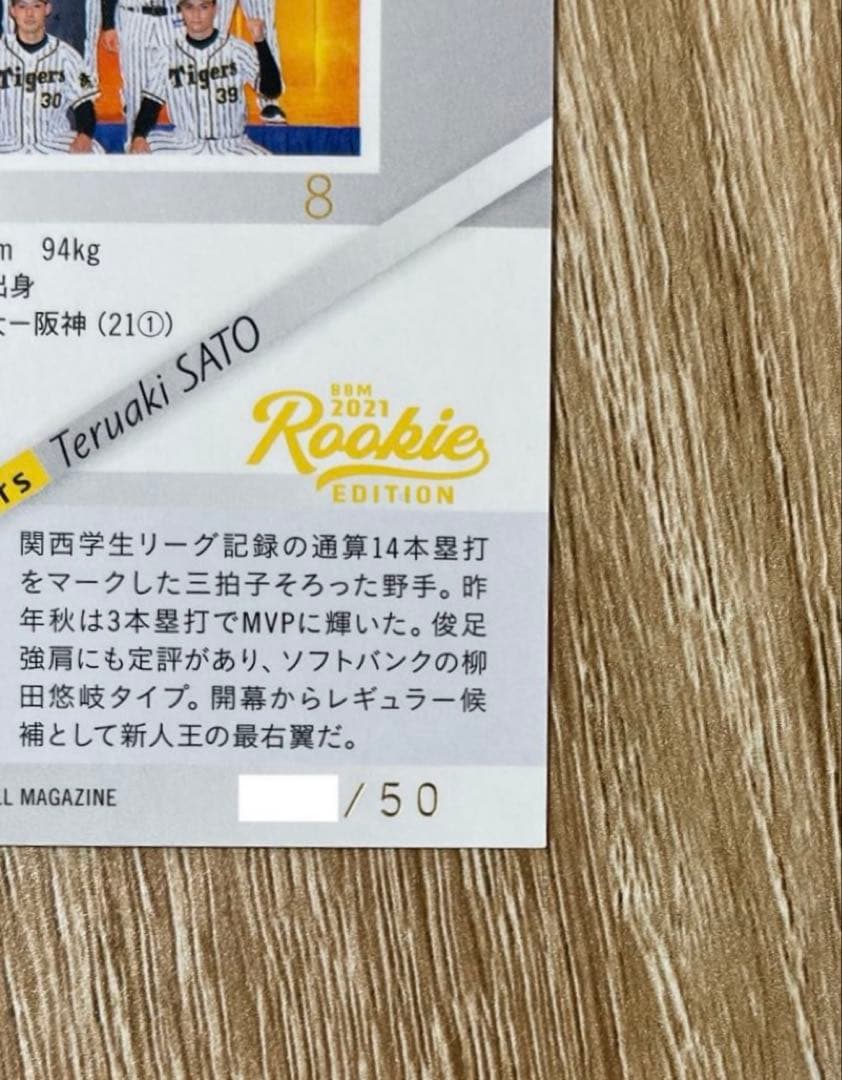 Tigers
30
Tigers
39
8
m 94kg
出身
大ー阪神(21①)
Teruaki SATO
rs
BBM
2021
Rookie
EDITION
関西学生リーグ記録の通算14本塁打
をマークした三拍子そろった野手。昨
年秋は3本塁打でMVPに輝いた。俊足
強肩にも定評があり、ソフトバンクの柳
田悠岐タイプ。開幕からレギュラー候
補として新人王の最右翼だ。
LL MAGAZINE
/50